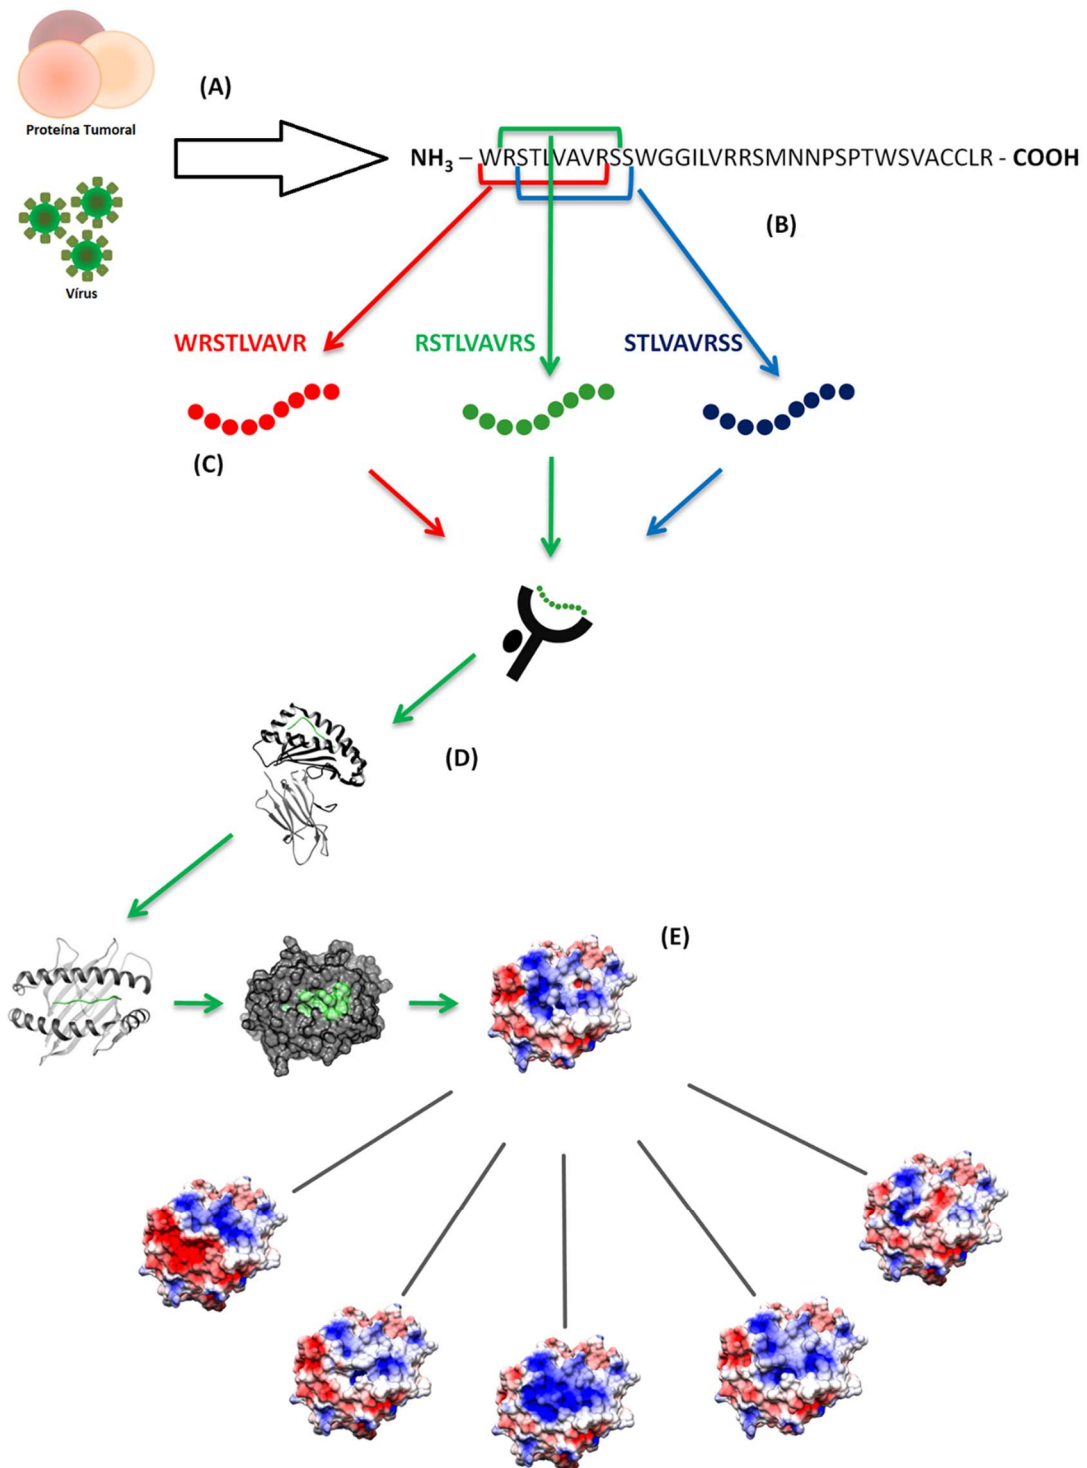 (A)
Proteína Tumoral
NH3 – WRSTLVAVRSSWGGILVRRSMNNPSPTWSVACCLR - COOH
(B)
Vírus
WRSTLVAVR
RSTLVAVRS
STLVAVRSS
(C)
(D)
(E)